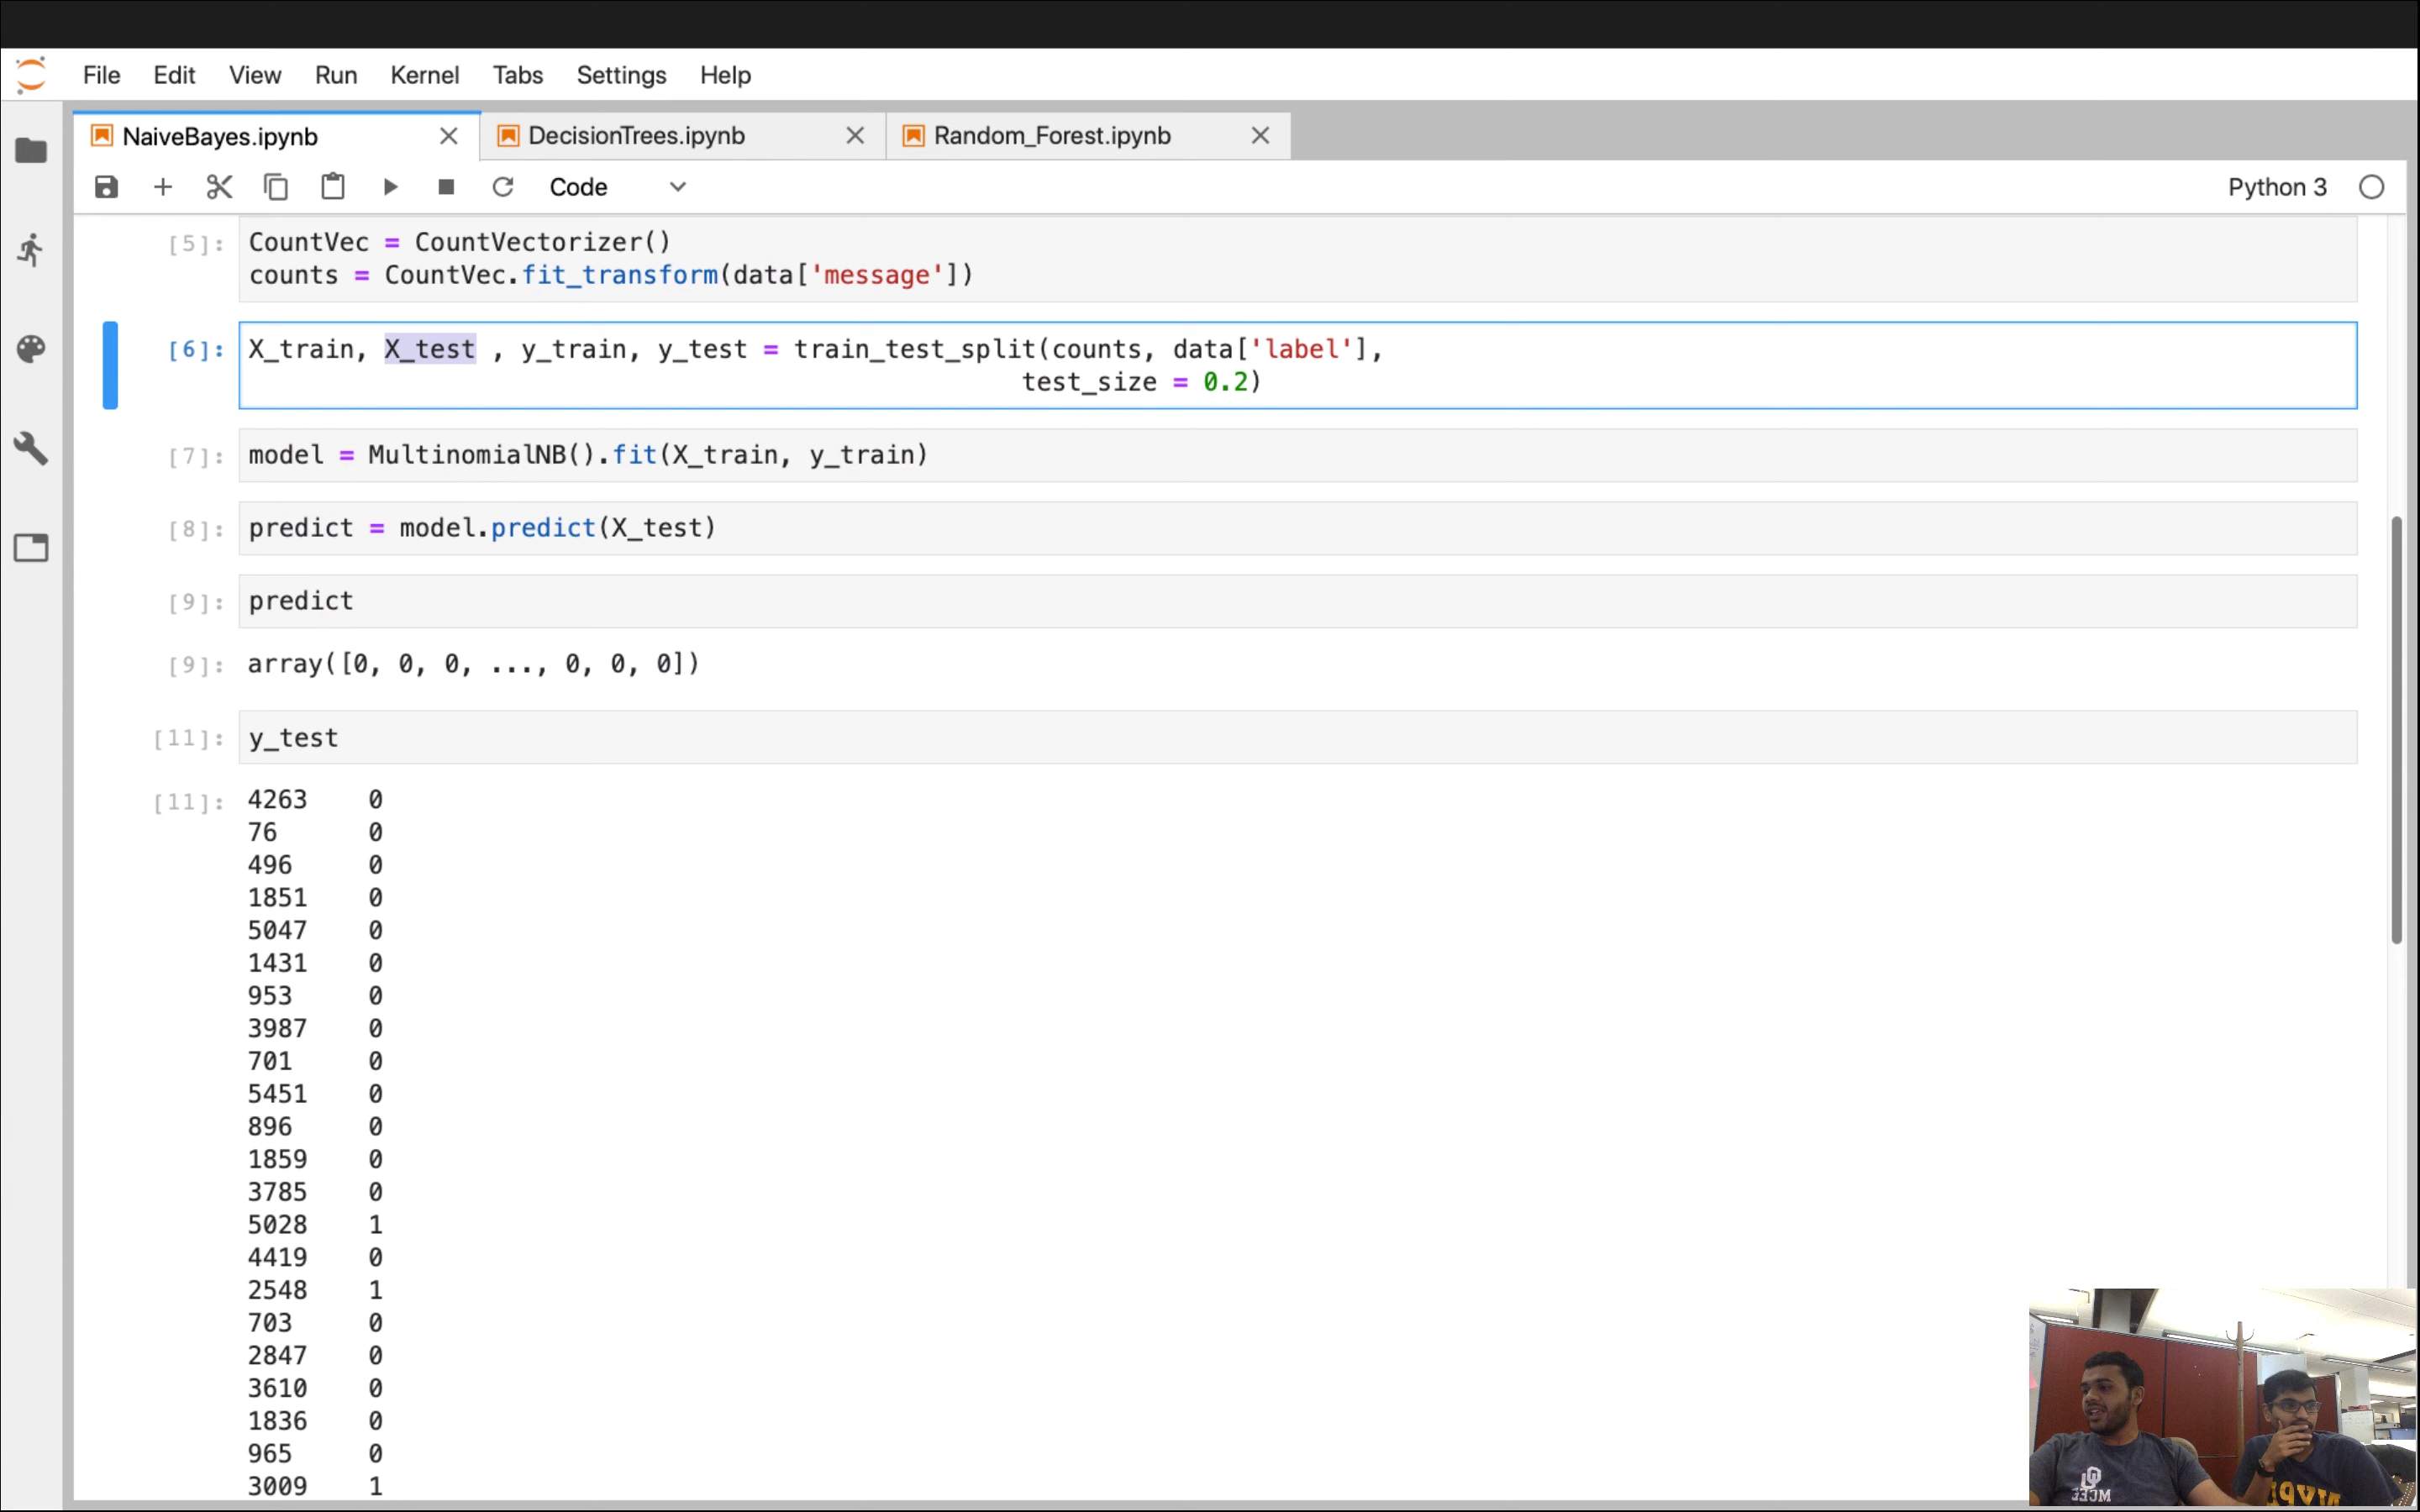 File Edit View Run Kernel Tabs Settings Help
NaiveBayes.ipynb DecisionTrees.ipynb Random_Forest.ipynb
Code Python 3
[5]: CountVec = CountVectorizer()
counts = CountVec.fit_transform(data['message'])
[6]: X_train, X_test , y_train, y_test = train_test_split(counts, data['label'],
test_size = 0.2)
[7]: model = MultinomialNB().fit(X_train, y_train)
[8]: predict = model.predict(X_test)
[9]: predict
[9]: array([0, 0, 0, ..., 0, 0, 0])
[11]: y_test
[11]: 4263 0
76 0
496 0
1851 0
5047 0
1431 0
953 0
3987 0
701 0
5451 0
896 0
1859 0
3785 0
5028 1
4419 0
2548 1
703 0
2847 0
3610 0
1836 0
965 0
3009 1